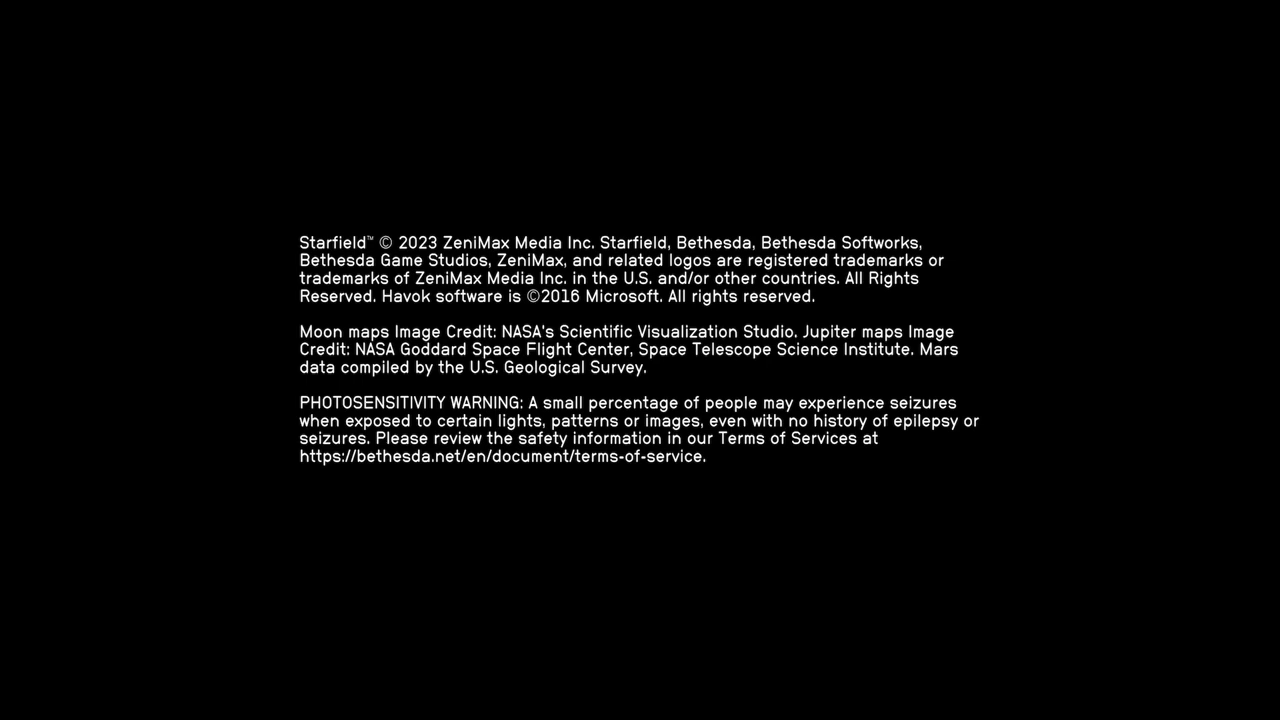 Starfield™ © 2023 ZeniMax Media Inc. Starfield, Bethesda, Bethesda Softworks,
Bethesda Game Studios, ZeniMax, and related logos are registered trademarks or
trademarks of ZeniMax Media Inc. in the U.S. and/or other countries. All Rights
Reserved. Havok software is ©2016 Microsoft. All rights reserved.
Moon maps Image Credit: NASA's Scientific Visualization Studio. Jupiter maps Image
Credit: NASA Goddard Space Flight Center, Space Telescope Science Institute. Mars
data compiled by the U.S. Geological Survey.
PHOTOSENSITIVITY WARNING: A small percentage of people may experience seizures
when exposed to certain lights, patterns or images, even with no history of epilepsy or
seizures. Please review the safety information in our Terms of Services at
https://bethesda.net/en/document/terms-of-service.